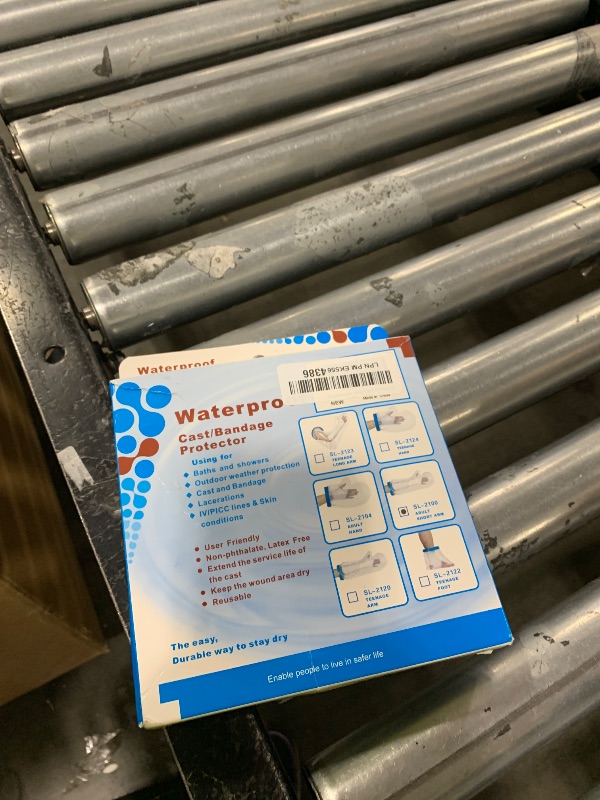 Waterproof
LPN PM EK556 4386
Waterpro
Cast/Bandage
Protector
Using for
Baths and showers
Outdoor weather protection
Cast and Bandage
Lacerations
IV/PICC lines & Skin
conditions
User Friendly
Non-phthalate, Latex Free
Extend the service life of
the cast
Keep the wound area dry
Reusable
SL-2123
TEENAGE
LONG ARM
SL-2124
TEENAGE
HAND
SL-2104
ADULT
HAND
SL-2100
ADULT
SHORT ARM
SL-2120
TEENAGE
ARM
SL-2122
TEENAGE
FOOT
The easy,
Durable way to stay dry
Enable people to live in safer life